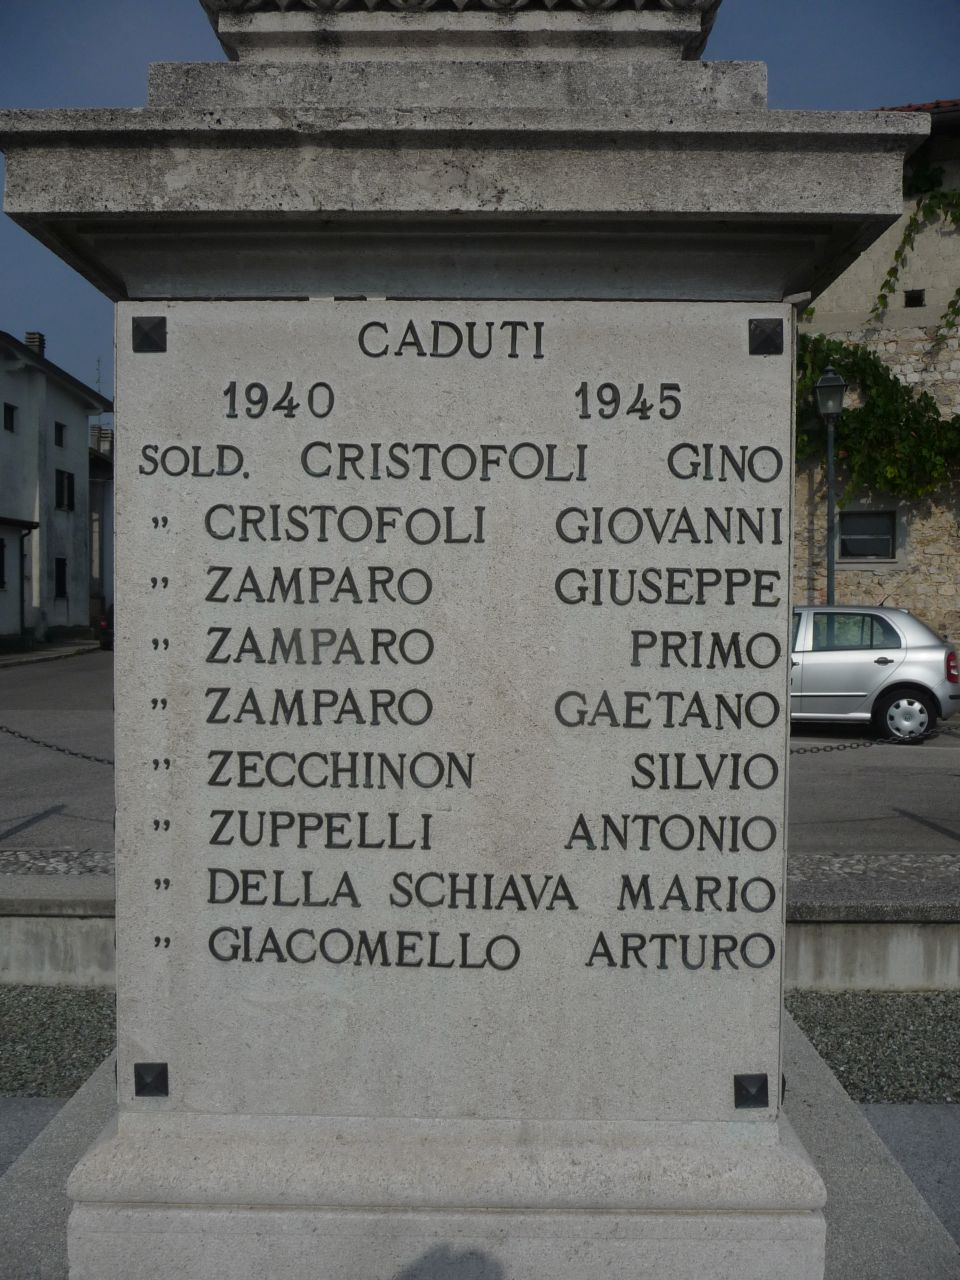 CADUTI
1940 1945
SOLD. CRISTOFOLI GINO
" CRISTOFOLI GIOVANNI
" ZAMPARO GIUSEPPE
" ZAMPARO PRIMO
" ZAMPARO GAETANO
" ZECCHINON SILVIO
" ZUPPELLI ANTONIO
" DELLA SCHIAVA MARIO
" GIACOMELLO ARTURO